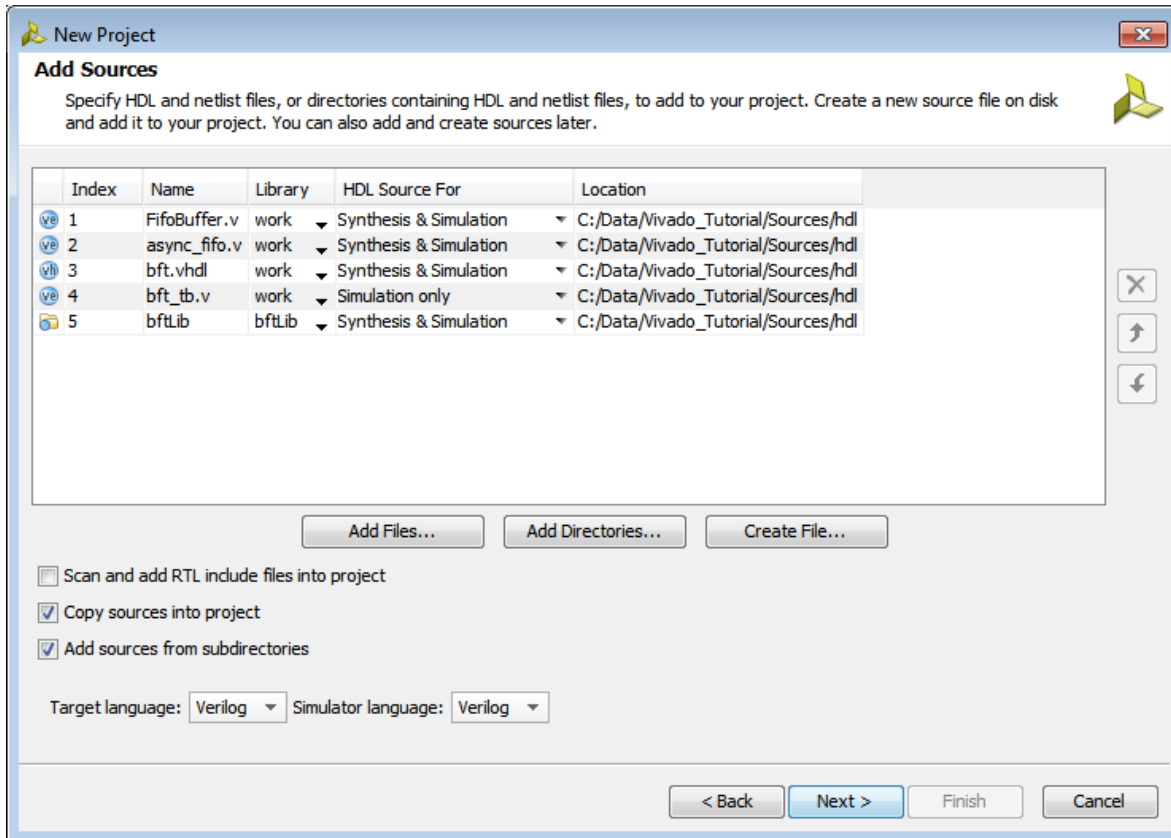 New Project
Add Sources
Specify HDL and netlist files, or directories containing HDL and netlist files, to add to your project. Create a new source file on disk
and add it to your project. You can also add and create sources later.
Index Name Library HDL Source For Location
ve 1 FifoBuffer.v work Synthesis & Simulation C:/Data/Vivado_Tutorial/Sources/hdl
ve 2 async_fifo.v work Synthesis & Simulation C:/Data/Vivado_Tutorial/Sources/hdl
vh 3 bft.vhdl work Synthesis & Simulation C:/Data/Vivado_Tutorial/Sources/hdl
ve 4 bft_tb.v work Simulation only C:/Data/Vivado_Tutorial/Sources/hdl
5 bftLib bftLib Synthesis & Simulation C:/Data/Vivado_Tutorial/Sources/hdl
Add Files... Add Directories... Create File...
Scan and add RTL include files into project
Copy sources into project
Add sources from subdirectories
Target language: Verilog Simulator language: Verilog
< Back Next > Finish Cancel